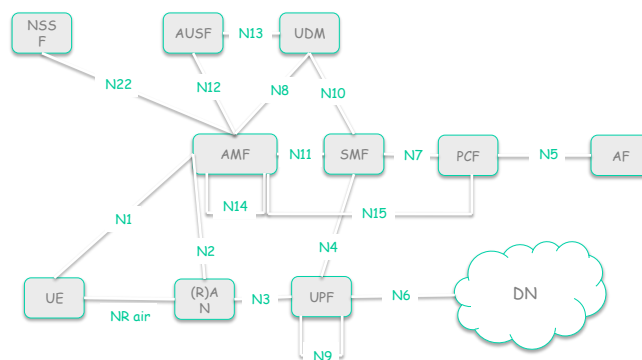 NSS
F
AUSF
N13
UDM
N22
N12
N8
N10
AMF
N11
SMF
N7
PCF
N5
AF
N14
N15
N1
N2
N4
UE
NR air
(R)A
N
N3
UPF
N6
DN
N9